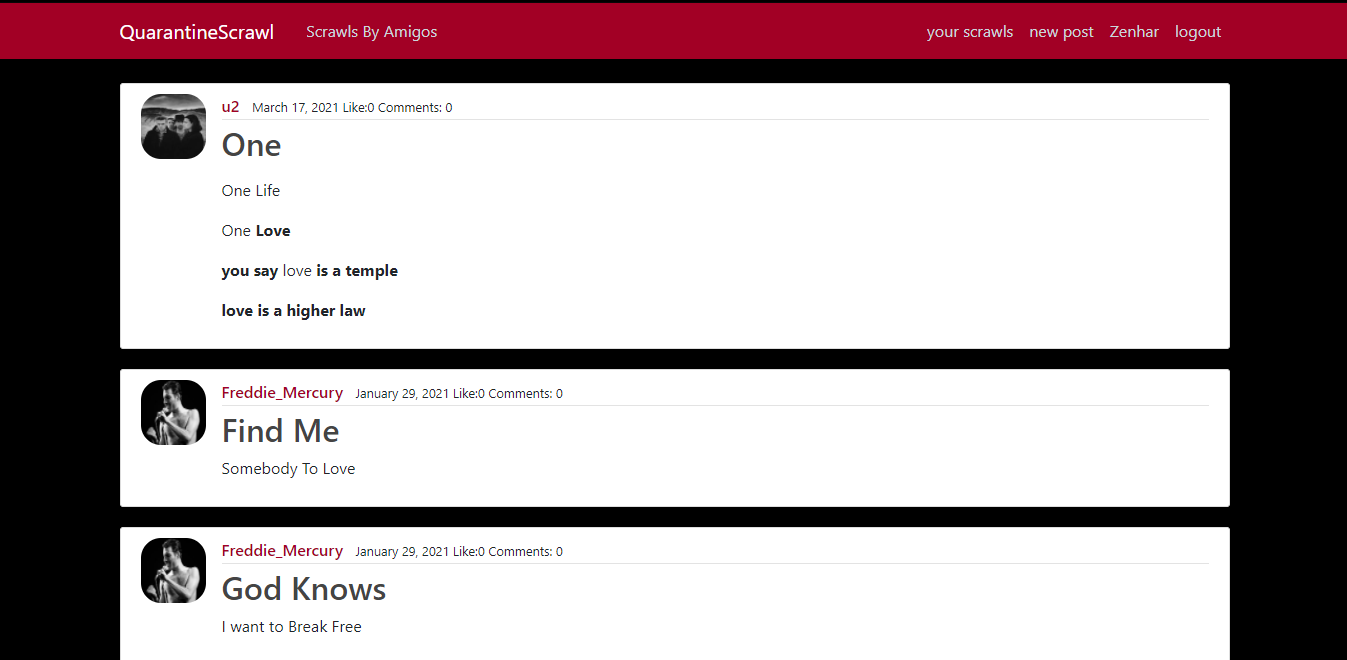 QuarantineScrawl Scrawls By Amigos your scrawls new post Zenhar logout
u2 March 17, 2021 Like:0 Comments: 0
One
One Life
One Love
you say love is a temple
love is a higher law
Freddie_Mercury January 29, 2021 Like:0 Comments: 0
Find Me
Somebody To Love
Freddie_Mercury January 29, 2021 Like:0 Comments: 0
God Knows
I want to Break Free